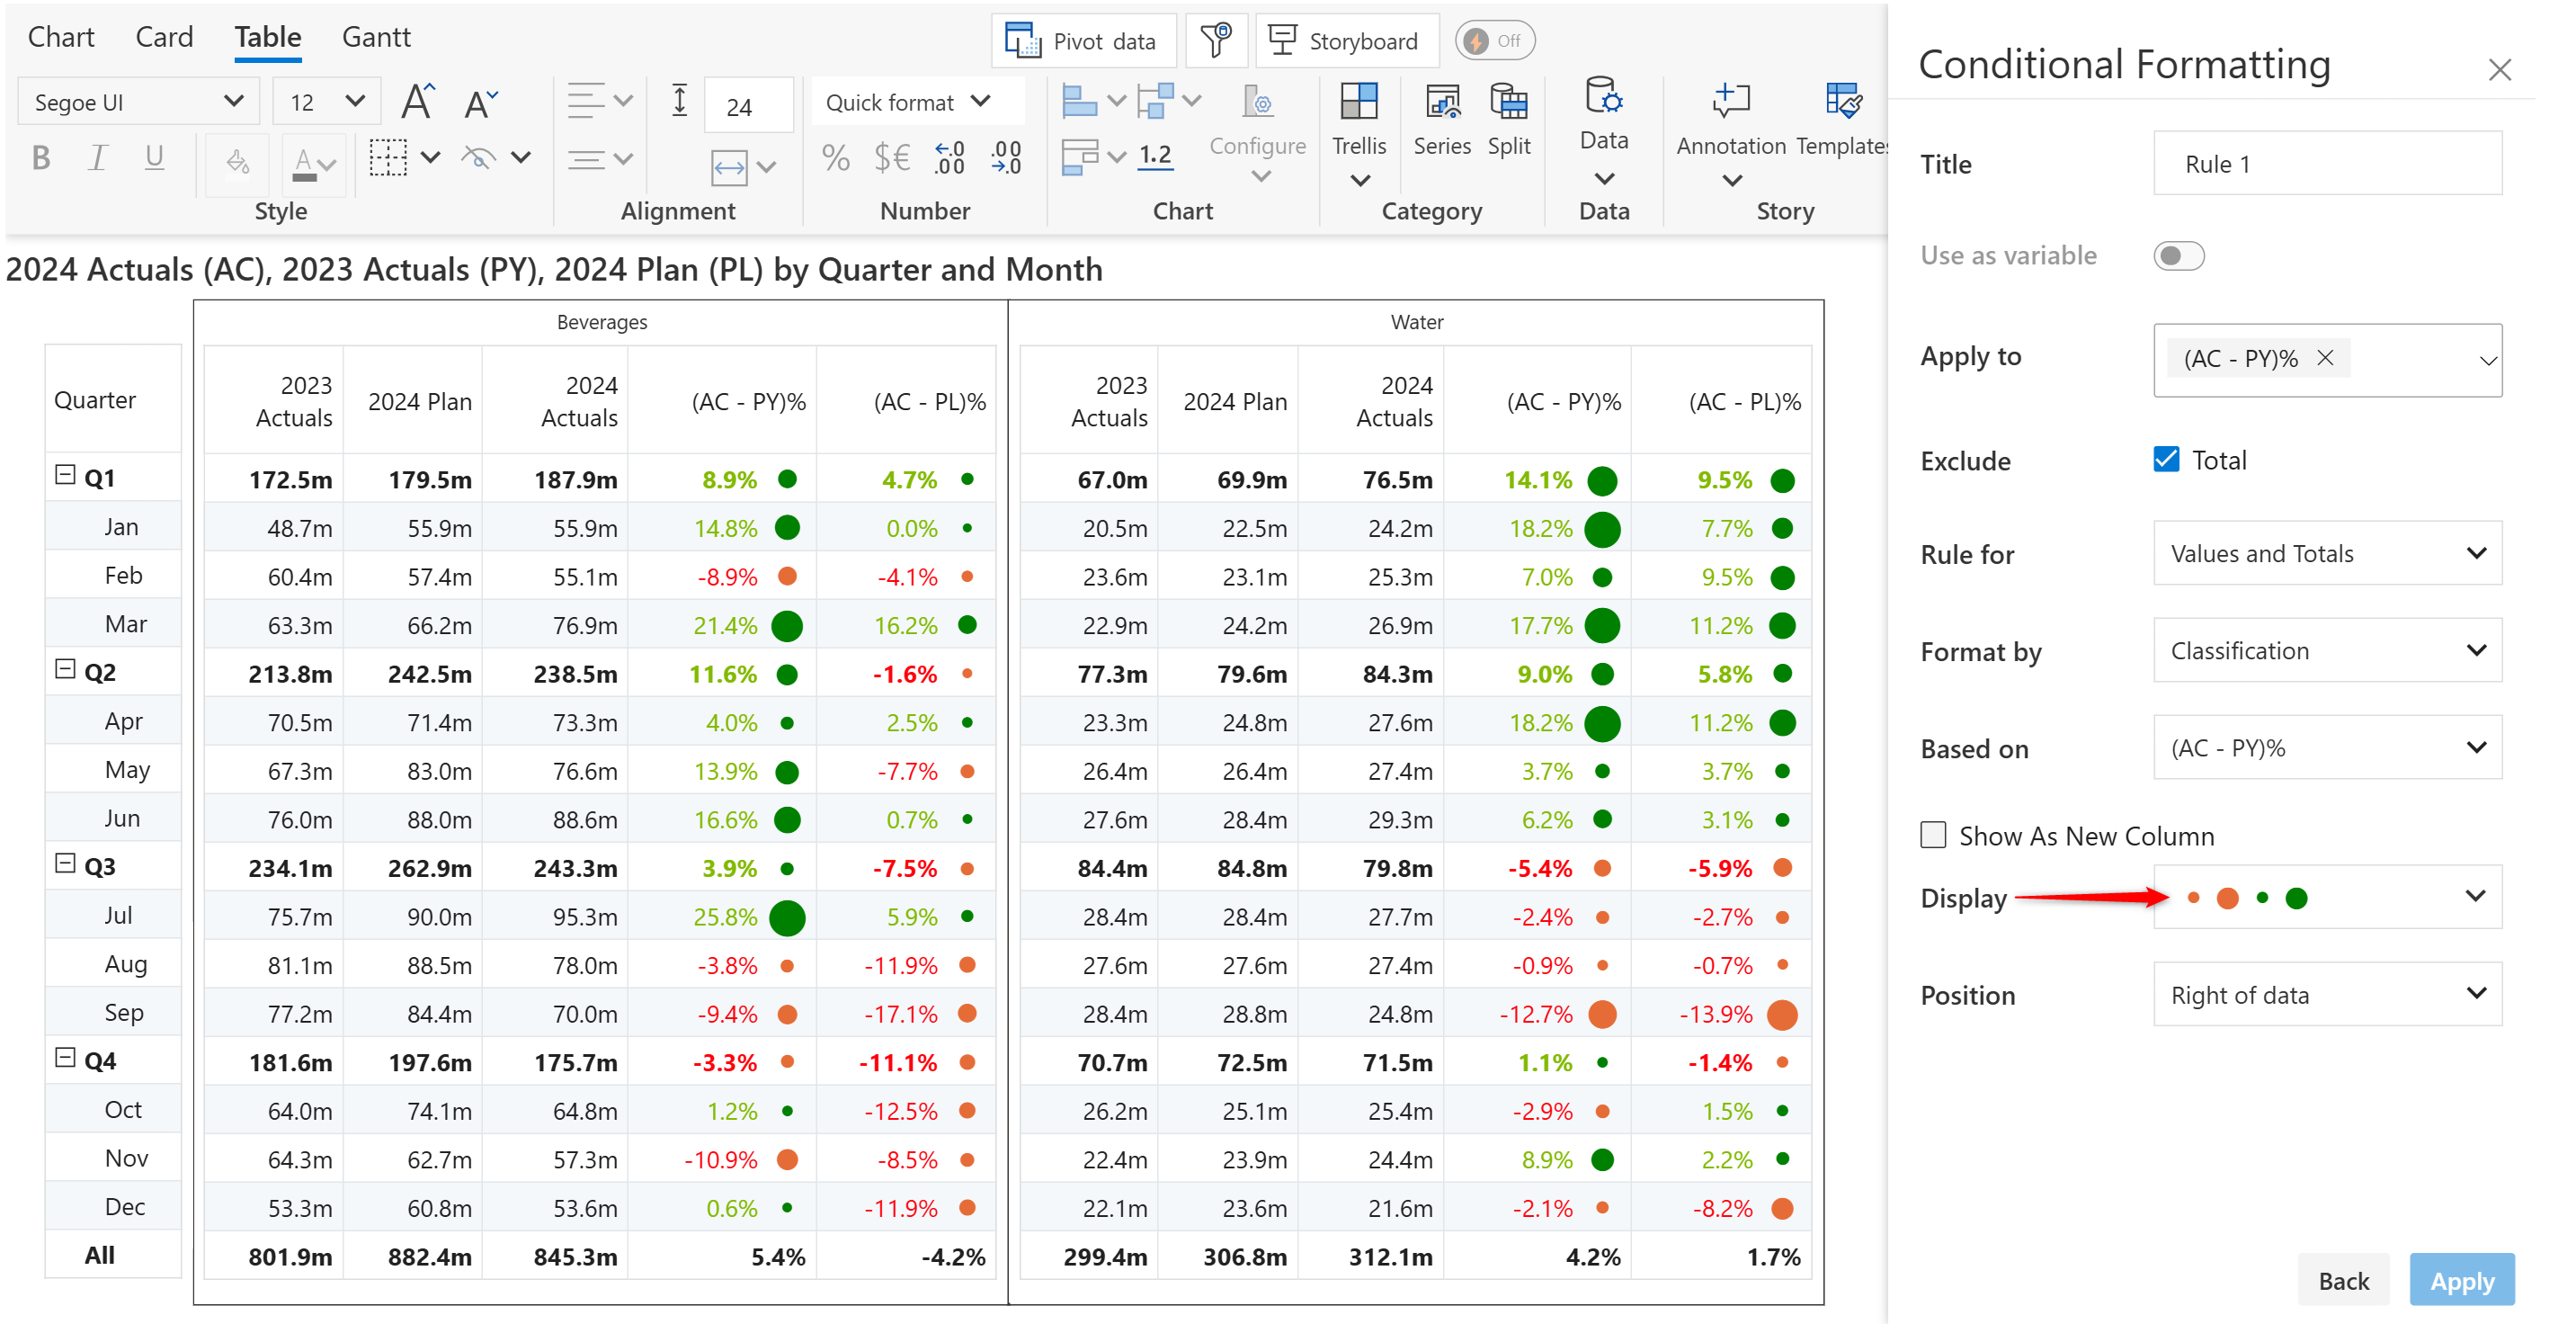 Chart Card Table Gantt
Pivot data Storyboard Off
Segoe UI 12 24 Quick format
B I U A % $€ .00 .00 .0 1.2 Configure Trellis Series Split Data Annotation Templates
Style Alignment Number Chart Category Data Story
2024 Actuals (AC), 2023 Actuals (PY), 2024 Plan (PL) by Quarter and Month
Beverages Water
Quarter 2023 Actuals 2024 Plan 2024 Actuals (AC - PY)% (AC - PL)% 2023 Actuals 2024 Plan 2024 Actuals (AC - PY)% (AC - PL)%
Q1 172.5m 179.5m 187.9m 8.9% 4.7% 67.0m 69.9m 76.5m 14.1% 9.5%
Jan 48.7m 55.9m 55.9m 14.8% 0.0% 20.5m 22.5m 24.2m 18.2% 7.7%
Feb 60.4m 57.4m 55.1m -8.9% -4.1% 23.6m 23.1m 25.3m 7.0% 9.5%
Mar 63.3m 66.2m 76.9m 21.4% 16.2% 22.9m 24.2m 26.9m 17.7% 11.2%
Q2 213.8m 242.5m 238.5m 11.6% -1.6% 77.3m 79.6m 84.3m 9.0% 5.8%
Apr 70.5m 71.4m 73.3m 4.0% 2.5% 23.3m 24.8m 27.6m 18.2% 11.2%
May 67.3m 83.0m 76.6m 13.9% -7.7% 26.4m 26.4m 27.4m 3.7% 3.7%
Jun 76.0m 88.0m 88.6m 16.6% 0.7% 27.6m 28.4m 29.3m 6.2% 3.1%
Q3 234.1m 262.9m 243.3m 3.9% -7.5% 84.4m 84.8m 79.8m -5.4% -5.9%
Jul 75.7m 90.0m 95.3m 25.8% 5.9% 28.4m 28.4m 27.7m -2.4% -2.7%
Aug 81.1m 88.5m 78.0m -3.8% -11.9% 27.6m 27.6m 27.4m -0.9% -0.7%
Sep 77.2m 84.4m 70.0m -9.4% -17.1% 28.4m 28.8m 24.8m -12.7% -13.9%
Q4 181.6m 197.6m 175.7m -3.3% -11.1% 70.7m 72.5m 71.5m 1.1% -1.4%
Oct 64.0m 74.1m 64.8m 1.2% -12.5% 26.2m 25.1m 25.4m -2.9% 1.5%
Nov 64.3m 62.7m 57.3m -10.9% -8.5% 22.4m 23.9m 24.4m 8.9% 2.2%
Dec 53.3m 60.8m 53.6m 0.6% -11.9% 22.1m 23.6m 21.6m -2.1% -8.2%
All 801.9m 882.4m 845.3m 5.4% -4.2% 299.4m 306.8m 312.1m 4.2% 1.7%
Conditional Formatting
Title Rule 1
Use as variable
Apply to (AC - PY)%
Exclude Total
Rule for Values and Totals
Format by Classification
Based on (AC - PY)%
Show As New Column
Display
Position Right of data
Back Apply